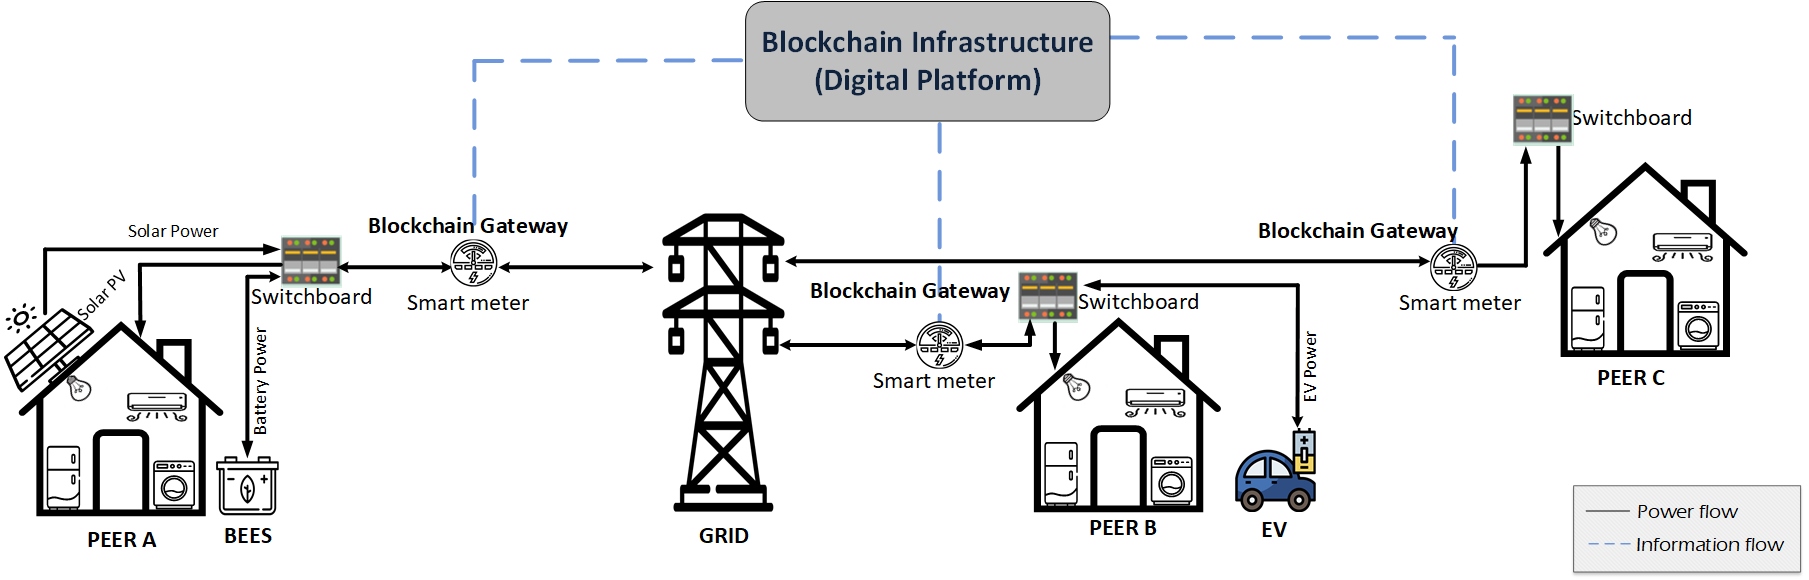 Blockchain Infrastructure
(Digital Platform)
Switchboard
Solar Power
Blockchain Gateway
Blockchain Gateway
Solar PV
Switchboard
Smart meter
Blockchain Gateway
Switchboard
Smart meter
Battery Power
Smart meter
EV Power
PEER C
PEER A
BEES
GRID
PEER B
EV
Power flow
Information flow